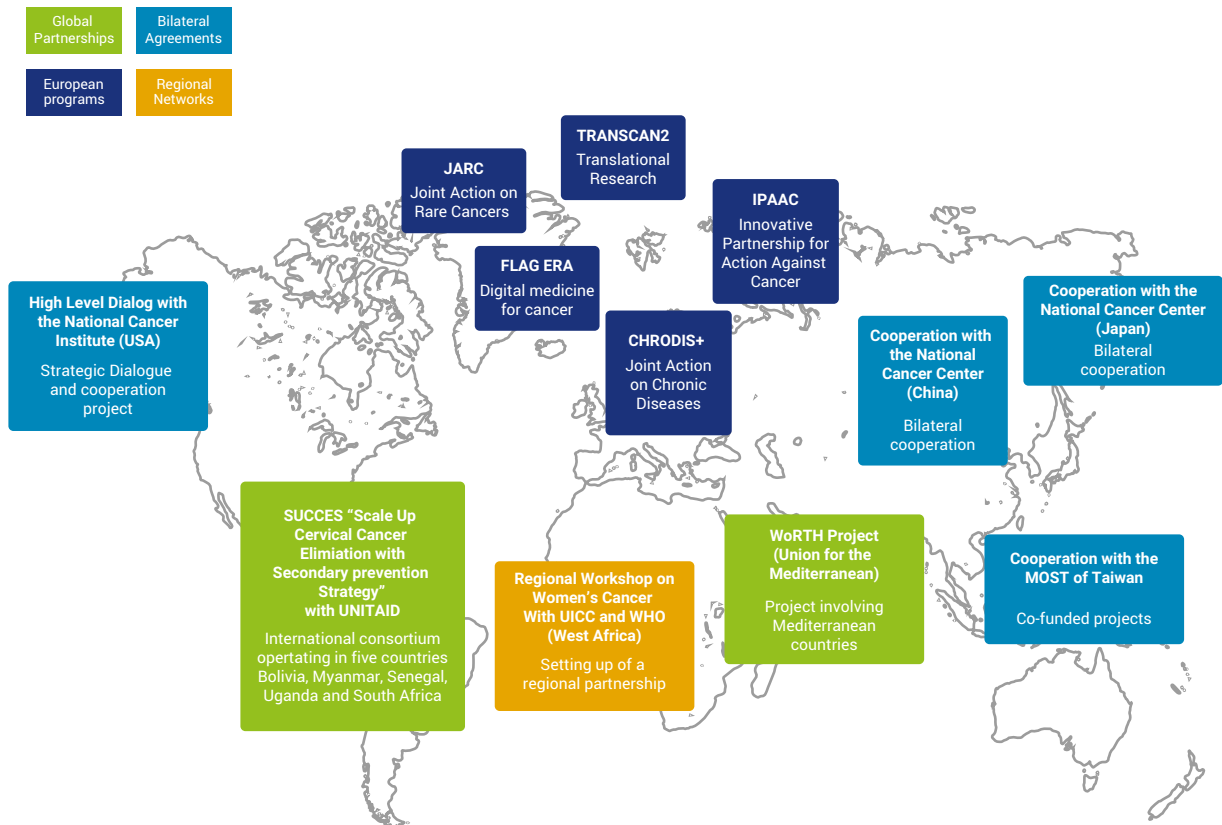 Global
Partnerships
Bilateral
Agreements
European
programs
Regional
Networks
TRANSCAN2
Translational
Research
JARC
Joint Action on
Rare Cancers
IPAAC
Innovative
Partnership for
Action Against
Cancer
FLAG ERA
Digital medicine
for cancer
High Level Dialog with
the National Cancer
Institute (USA)
Strategic Dialogue
and cooperation
project
CHRODIS+
Joint Action
on Chronic
Diseases
Cooperation with
the National
Cancer Center
(China)
Bilateral
cooperation
Cooperation with the
National Cancer Center
(Japan)
Bilateral
cooperation
SUCCES “Scale Up
Cervical Cancer
Elimiation with
Secondary prevention
Strategy”
with UNITAID
International consortium
opertating in five countries
Bolivia, Myanmar, Senegal,
Uganda and South Africa
Regional Workshop on
Women’s Cancer
With UICC and WHO
(West Africa)
Setting up of a
regional partnership
WoRTH Project
(Union for the
Mediterranean)
Project involving
Mediterranean
countries
Cooperation with the
MOST of Taiwan
Co-funded projects